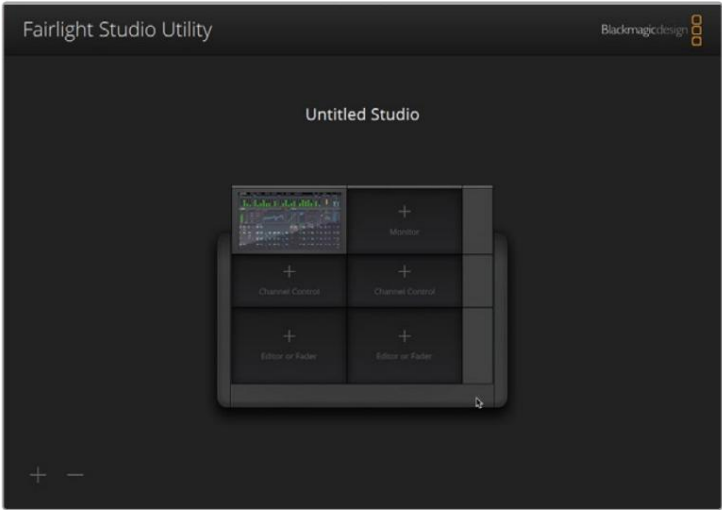 Fairlight Studio Utility
Blackmagicdesign
Untitled Studio
+
Monitor
+
Channel Control
+
Channel Control
+
Editor or Fader
+
Editor or Fader
+ −